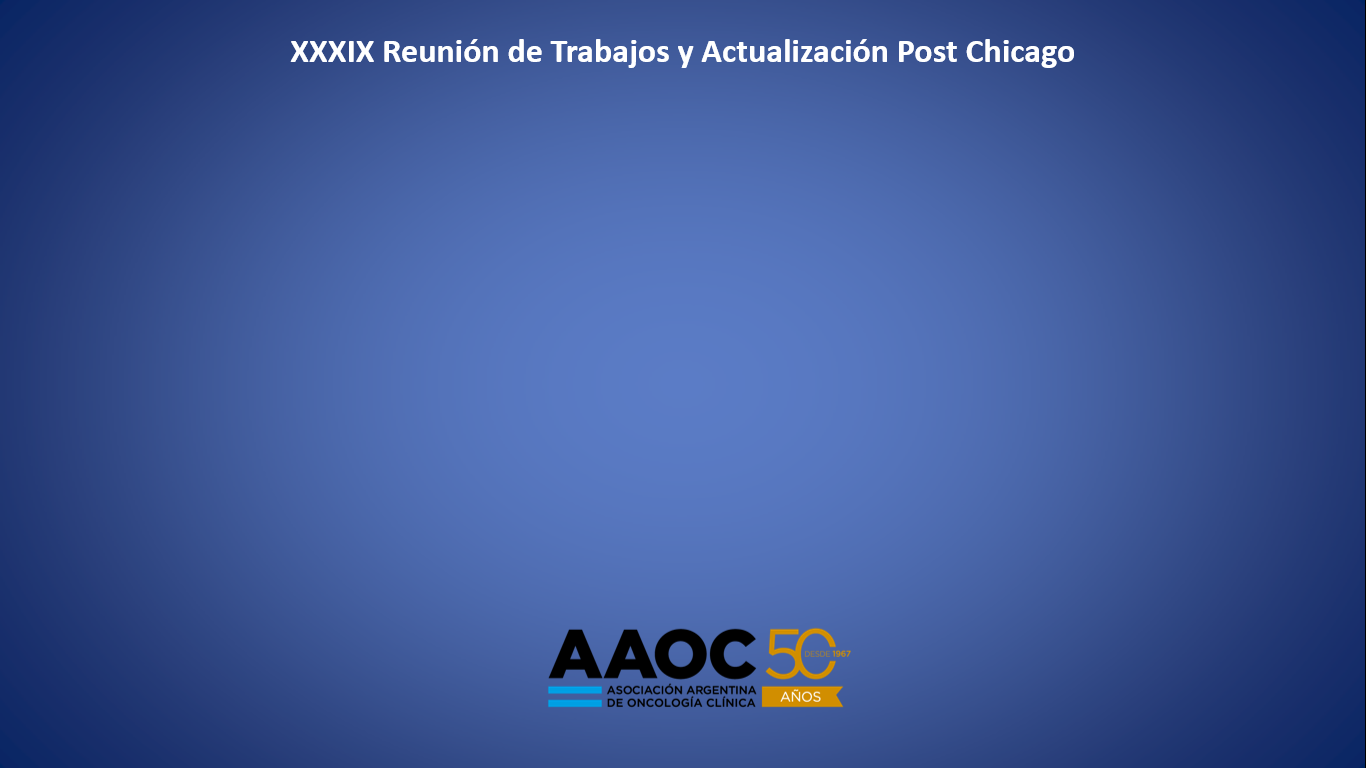 XXXIX Reunión de Trabajos y Actualización Post Chicago
AAOC 50
DESDE 1967
ASOCIACIÓN ARGENTINA
DE ONCOLOGÍA CLÍNICA
AÑOS